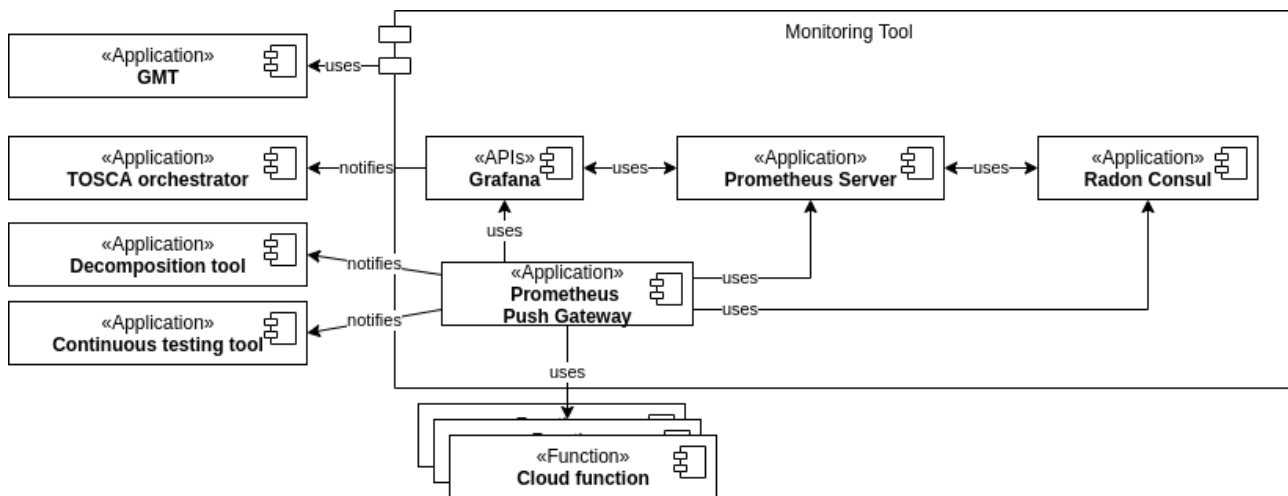 Monitoring Tool
«Application»
GMT
uses
«Application»
TOSCA orchestrator
notifies
«APIs»
Grafana
uses
«Application»
Prometheus Server
uses
«Application»
Radon Consul
«Application»
Decomposition tool
notifies
uses
«Application»
Prometheus
Push Gateway
uses
uses
«Application»
Continuous testing tool
notifies
uses
«Function»
Cloud function